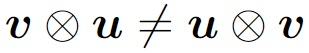 v ⊗ u ≠ u ⊗ v